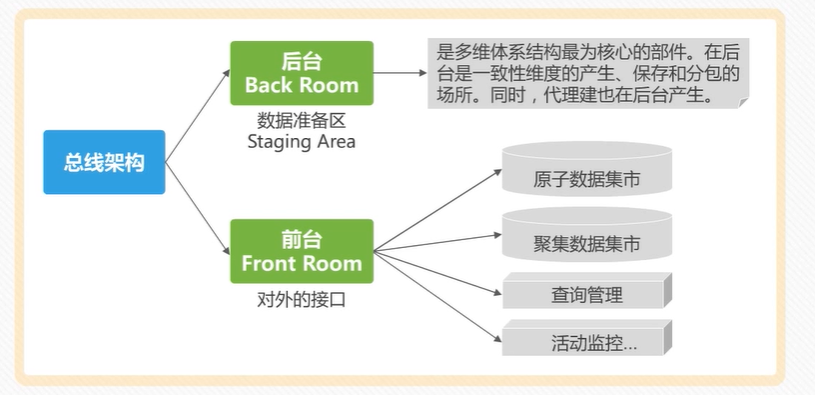 总线架构
后台
Back Room
数据准备区
Staging Area
是多维体系结构最为核心的部件。在后
台是一致性维度的产生、保存和分包的
场所。同时，代理建也在后台产生。
前台
Front Room
对外的接口
原子数据集市
聚集数据集市
查询管理
活动监控...